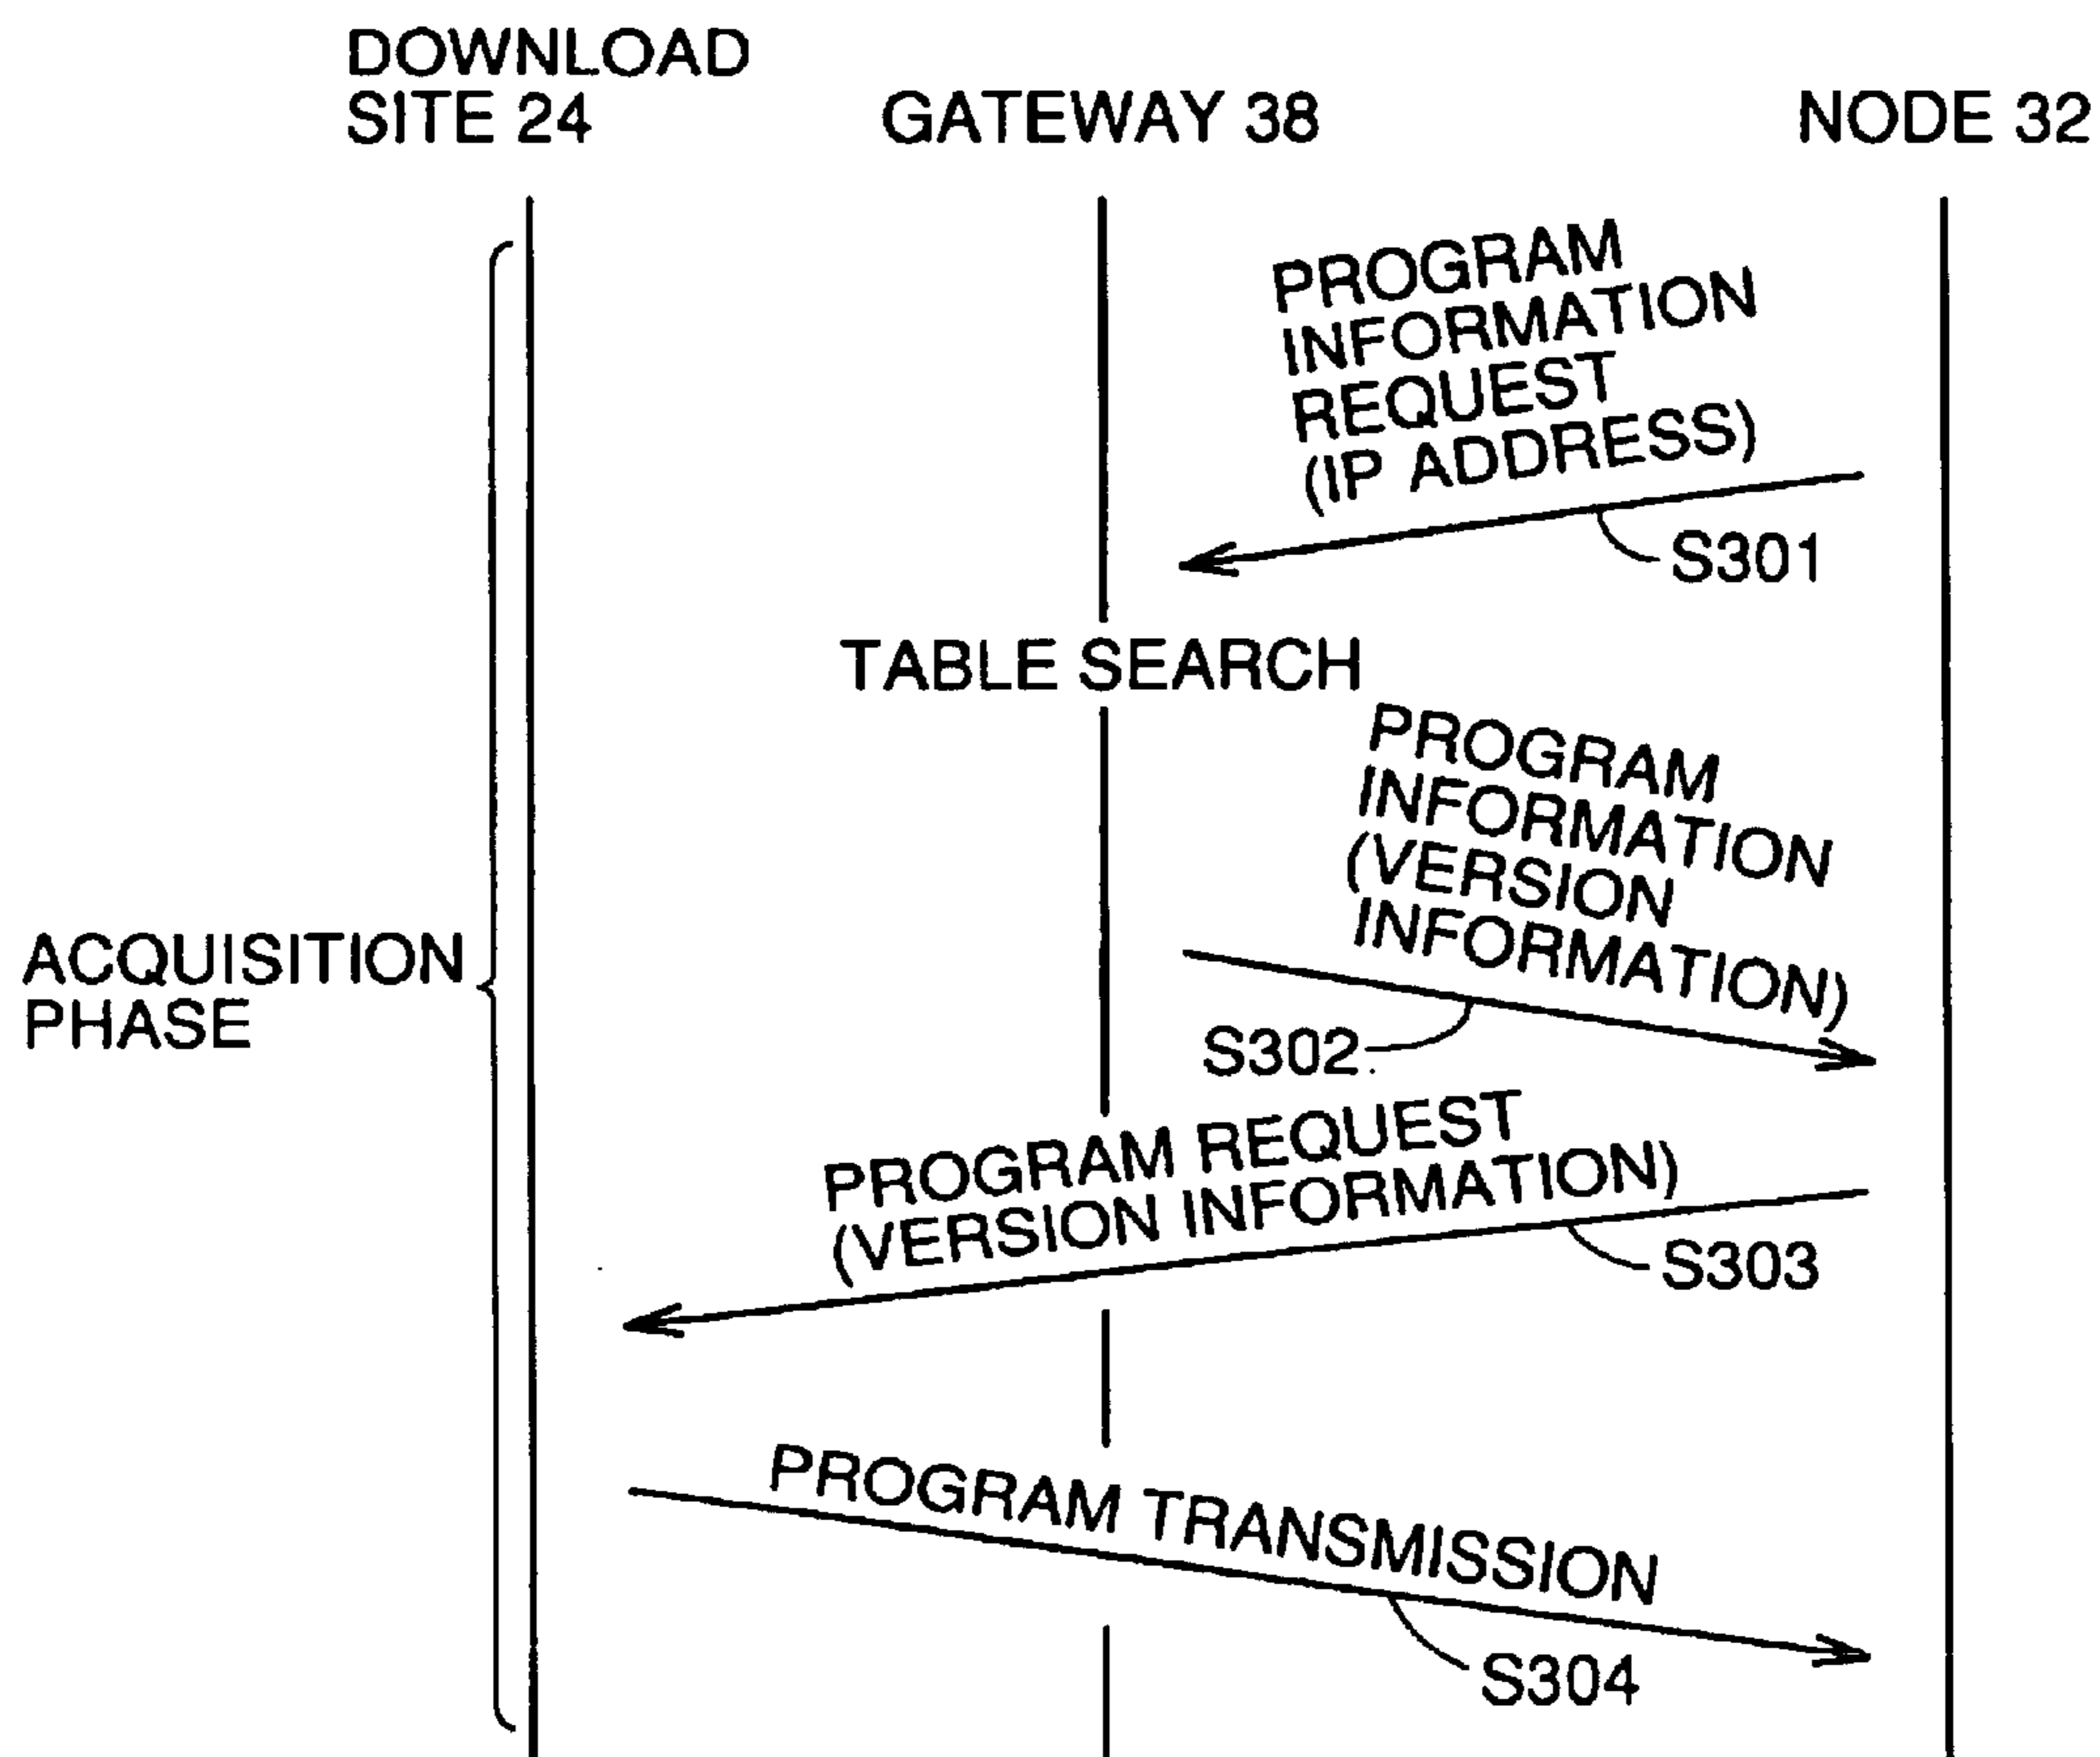 DOWNLOAD
SITE 24
GATEWAY 38
NODE 32
PROGRAM
INFORMATION
REQUEST
(IP ADDRESS)
S301
TABLE SEARCH
PROGRAM
INFORMATION
(VERSION
INFORMATION)
ACQUISITION
PHASE
S302
PROGRAM REQUEST
(VERSION INFORMATION)
S303
PROGRAM TRANSMISSION
S304